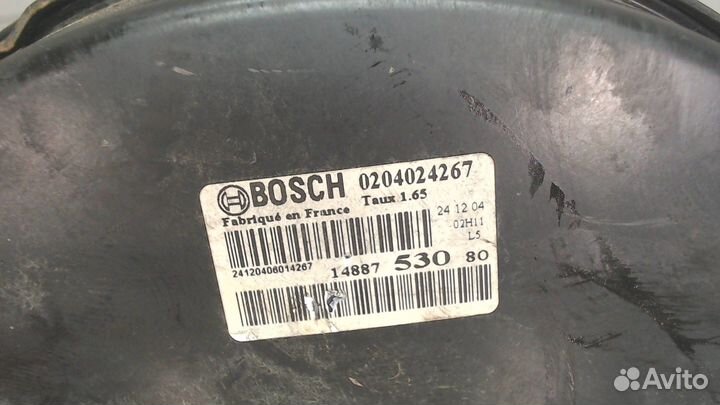 BOSCH 0204024267
Fabriqué en France Taux 1.65
24 12 04
02H11
L5
24120406014267
14887 530 80
Avito